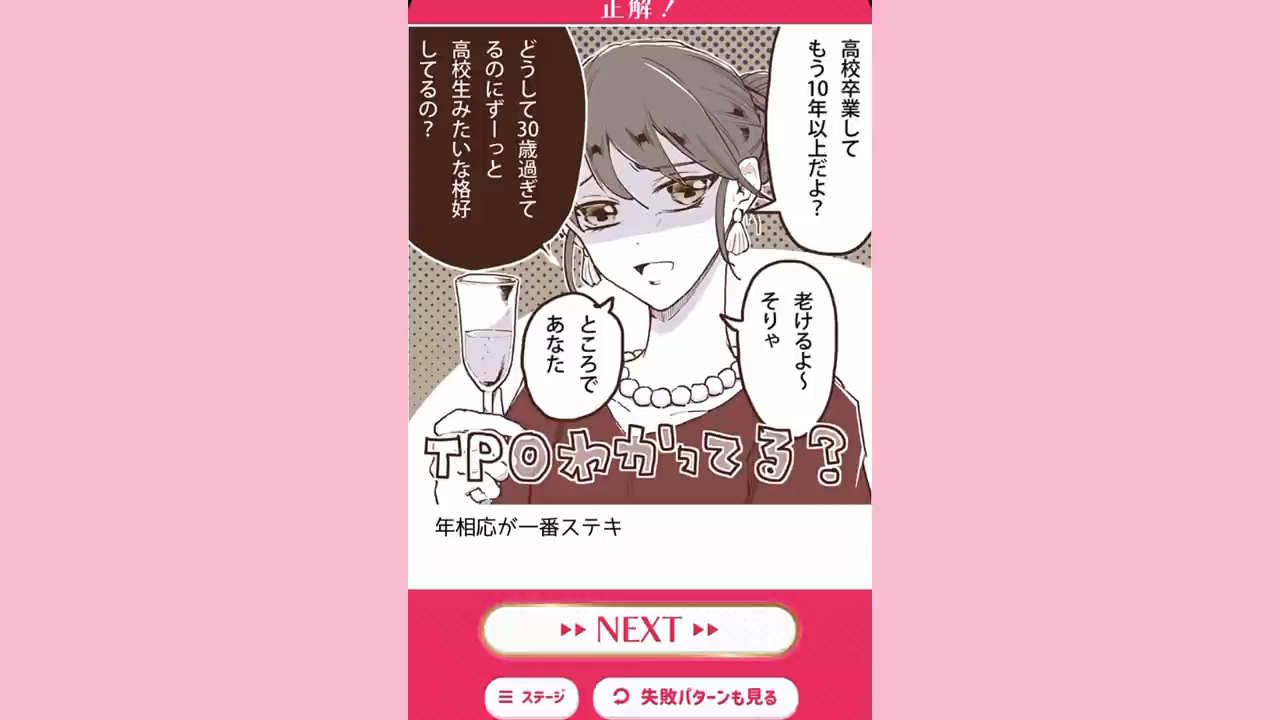 正解！
高校卒業して
もう10年以上だよ？
老けるよ～
そりゃ
ところで
あなた
どうして30歳過ぎて
るのにずーっと
高校生みたいな格好
してるの？
TPOわかってる？
年相応が一番ステキ
NEXT
ステージ
失敗パターンも見る